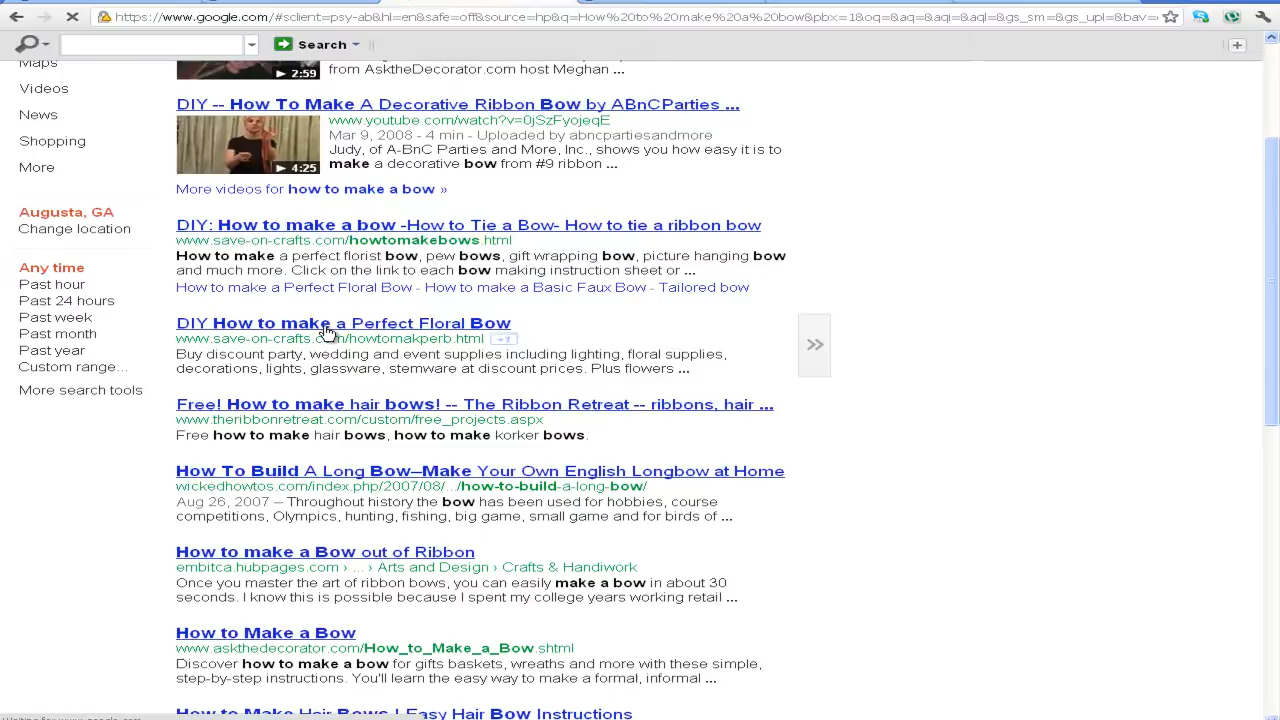 https://www.google.com/#sclient=psy-ab&hl=en&safe=off&source=hp&q=How%20to%20make%20a%20bow&pbx=1&oq=&aq=&aqi=&aql=&gs_sm=&gs_upl=&bav=
Search
Maps
Videos
News
Shopping
More
Augusta, GA
Change location
Any time
Past hour
Past 24 hours
Past week
Past month
Past year
Custom range...
More search tools
2:59
from AsktheDecorator.com host Meghan ...
DIY -- How To Make A Decorative Ribbon Bow by ABnCParties ...
www.youtube.com/watch?v=0jSzFyojeqE
Mar 9, 2008 - 4 min - Uploaded by abncpartiesandmore
Judy, of A-BnC Parties and More, Inc., shows you how easy it is to
make a decorative bow from #9 ribbon ...
4:25
More videos for how to make a bow »
DIY: How to make a bow -How to Tie a Bow- How to tie a ribbon bow
www.save-on-crafts.com/howtomakebows.html
How to make a perfect florist bow, pew bows, gift wrapping bow, picture hanging bow
and much more. Click on the link to each bow making instruction sheet or ...
How to make a Perfect Floral Bow - How to make a Basic Faux Bow - Tailored bow
DIY How to make a Perfect Floral Bow
www.save-on-crafts.com/howtomakperb.html +1
Buy discount party, wedding and event supplies including lighting, floral supplies,
decorations, lights, glassware, stemware at discount prices. Plus flowers ...
Free! How to make hair bows! -- The Ribbon Retreat -- ribbons, hair ...
www.theribbonretreat.com/custom/free_projects.aspx
Free how to make hair bows, how to make korker bows.
How To Build A Long Bow—Make Your Own English Longbow at Home
wickedhowtos.com/index.php/2007/08/.../how-to-build-a-long-bow/
Aug 26, 2007 – Throughout history the bow has been used for hobbies, course
competitions, Olympics, hunting, fishing, big game, small game and for birds of ...
How to make a Bow out of Ribbon
embitca.hubpages.com › ... › Arts and Design › Crafts & Handiwork
Once you master the art of ribbon bows, you can easily make a bow in about 30
seconds. I know this is possible because I spent my college years working retail ...
How to Make a Bow
www.askthedecorator.com/How_to_Make_a_Bow.shtml
Discover how to make a bow for gifts baskets, wreaths and more with these simple,
step-by-step instructions. You'll learn the easy way to make a formal, informal ...
How to Make Hair Bows | Easy Hair Bow Instructions